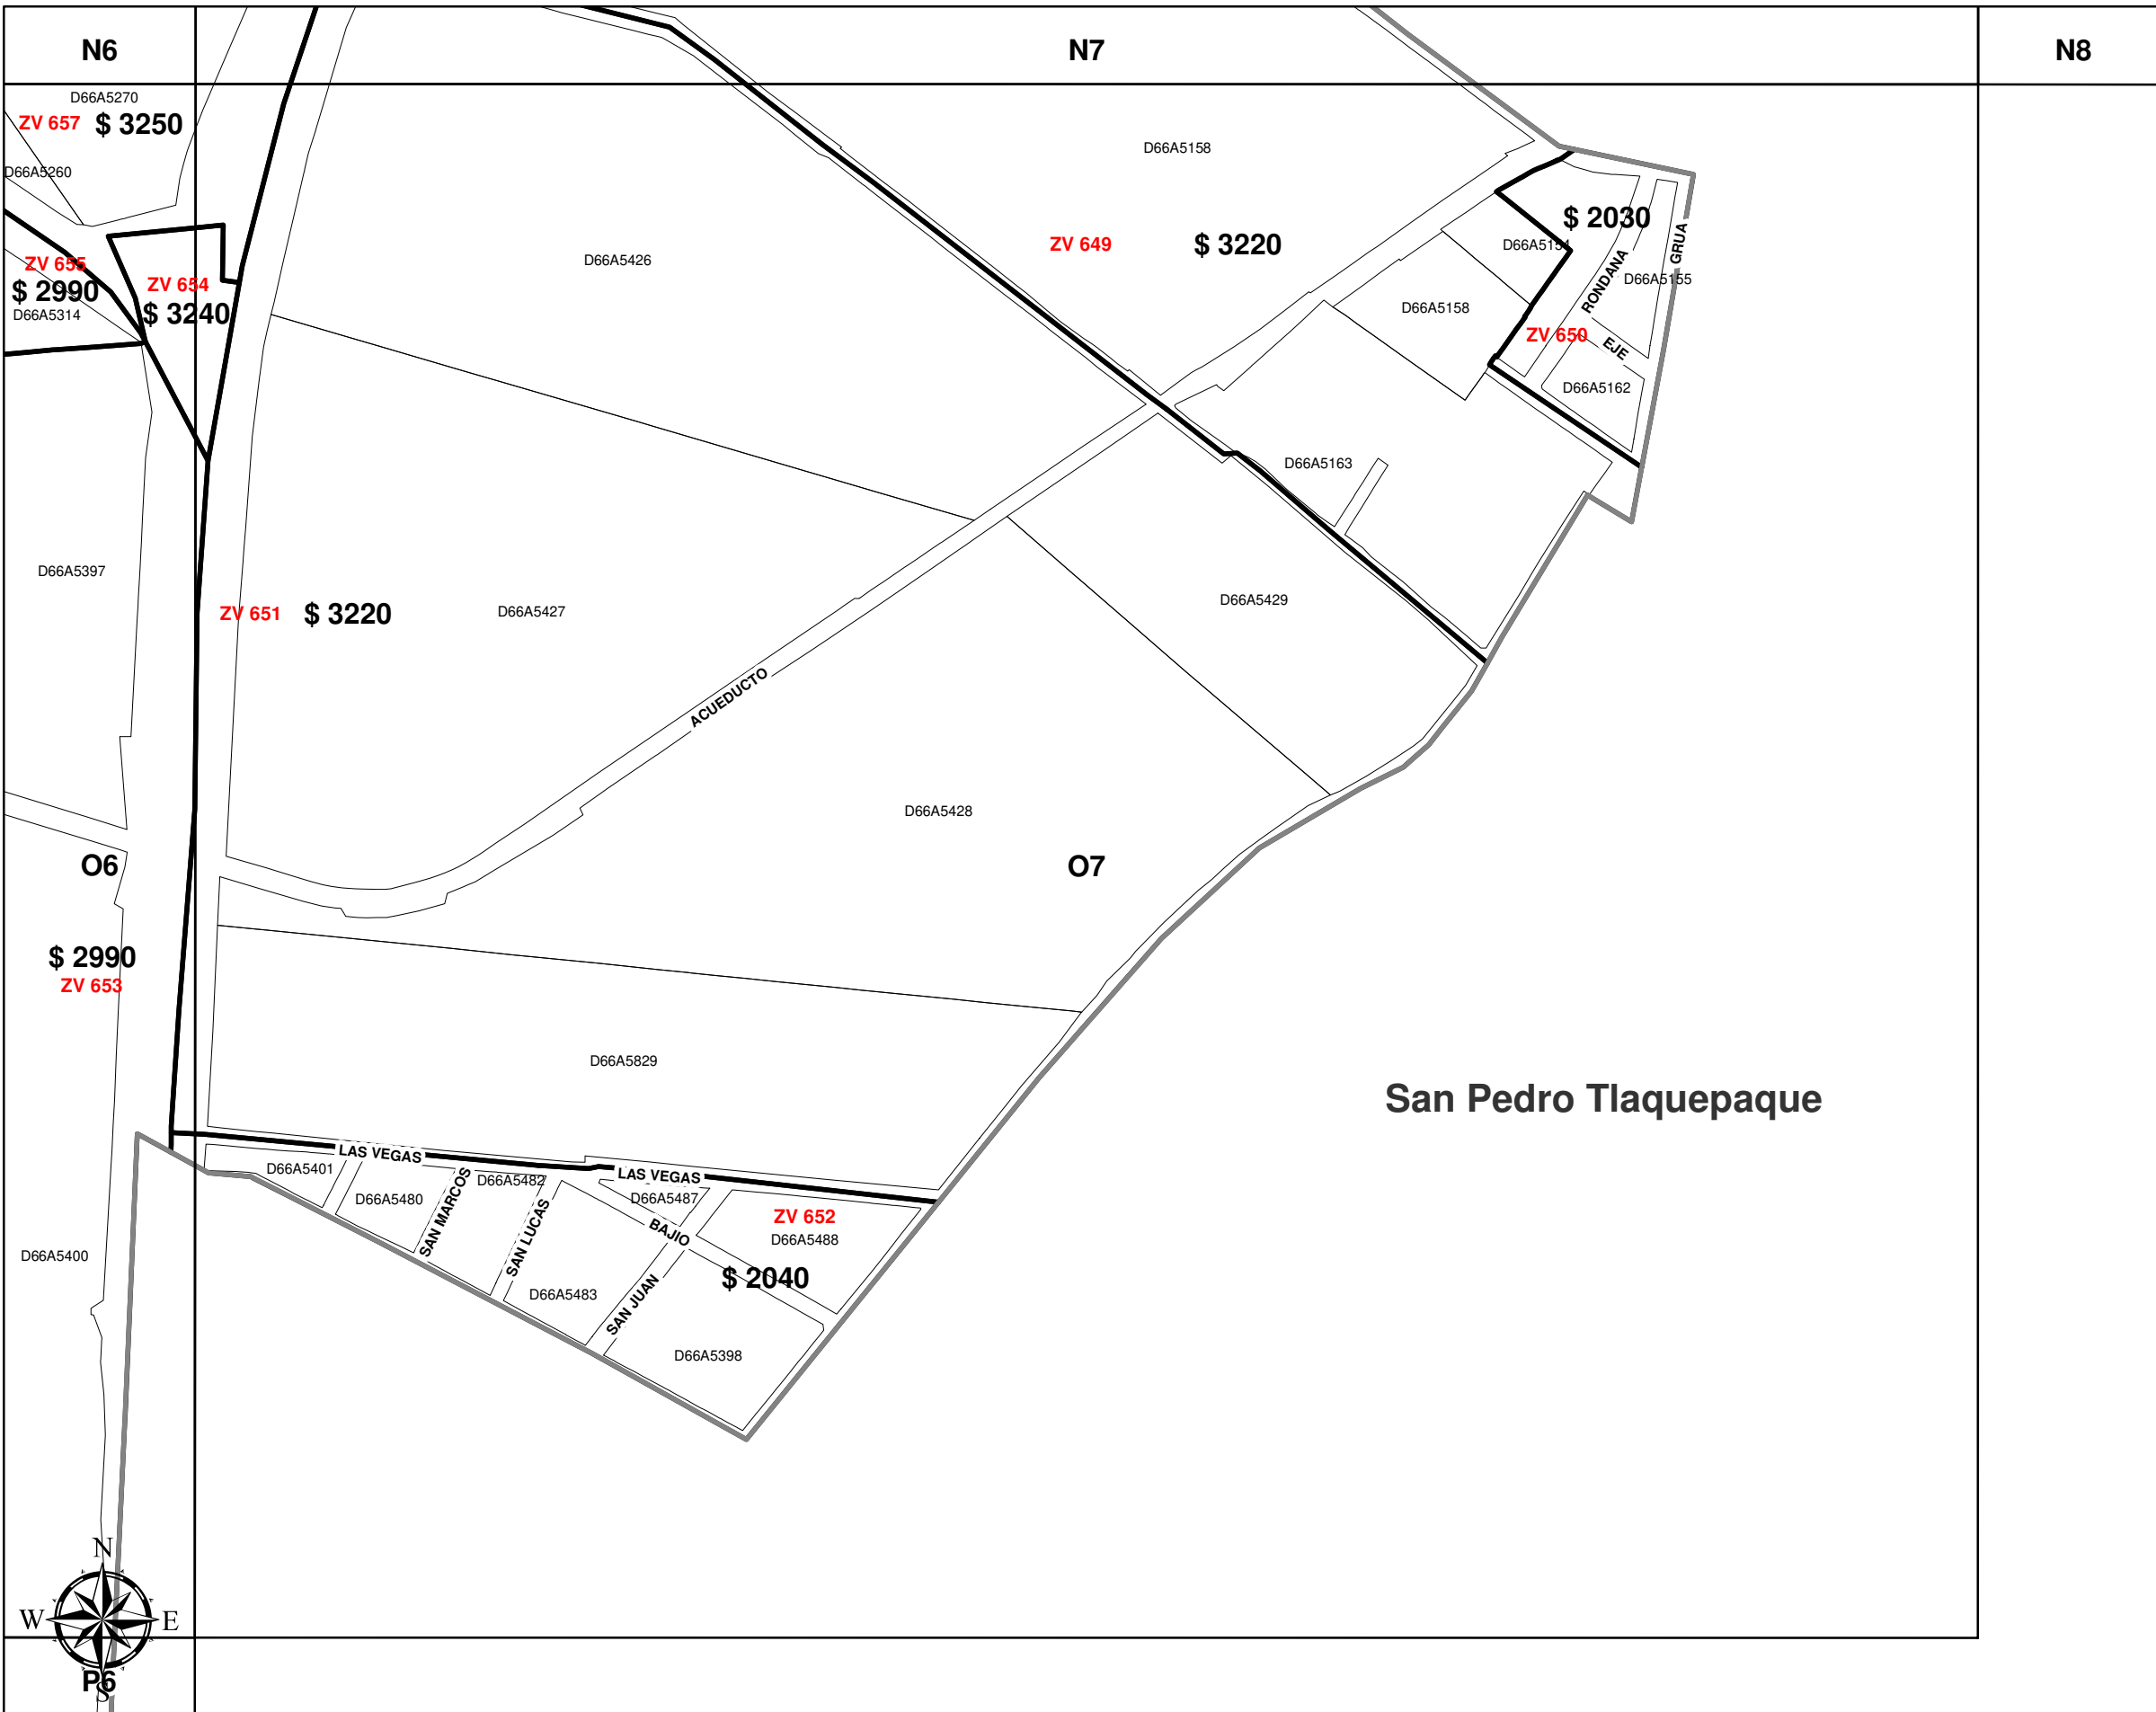 N6
N7
N8
D66A5270
ZV 657 $ 3250
D66A5260
D66A5158
ZV 649 $ 3220
$ 2030
D66A5154
GRUA
RONDANA
D66A5155
ZV 655
$ 2990
D66A5314
ZV 654
$ 3240
D66A5426
D66A5158
ZV 650
EJE
D66A5162
D66A5163
D66A5397
ZV 651 $ 3220
D66A5427
D66A5429
ACUEDUCTO
D66A5428
O6
O7
$ 2990
ZV 653
D66A5829
San Pedro Tlaquepaque
LAS VEGAS
LAS VEGAS
D66A5401
D66A5480
SAN MARCOS
D66A5482
SAN LUCAS
D66A5487
BAJIO
ZV 652
D66A5488
$ 2040
D66A5400
D66A5483
SAN JUAN
D66A5398
N
W
E
P6
S